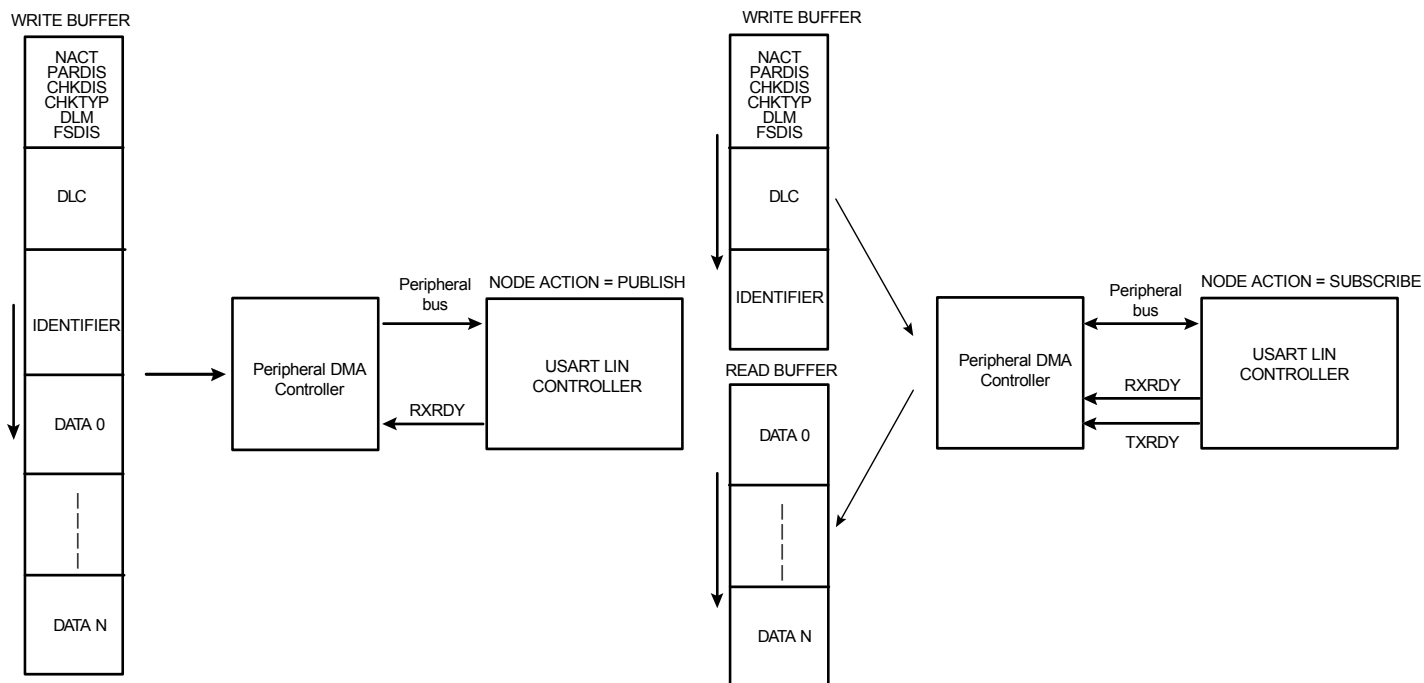 WRITE BUFFER
NACT
PARDIS
CHKDIS
CHKTYP
DLM
FSDIS
DLC
IDENTIFIER
DATA 0
DATA N
Peripheral DMA
Controller
Peripheral
bus
RXRDY
NODE ACTION = PUBLISH
USART LIN
CONTROLLER
WRITE BUFFER
NACT
PARDIS
CHKDIS
CHKTYP
DLM
FSDIS
DLC
IDENTIFIER
READ BUFFER
DATA 0
DATA N
Peripheral DMA
Controller
Peripheral
bus
RXRDY
TXRDY
NODE ACTION = SUBSCRIBE
USART LIN
CONTROLLER